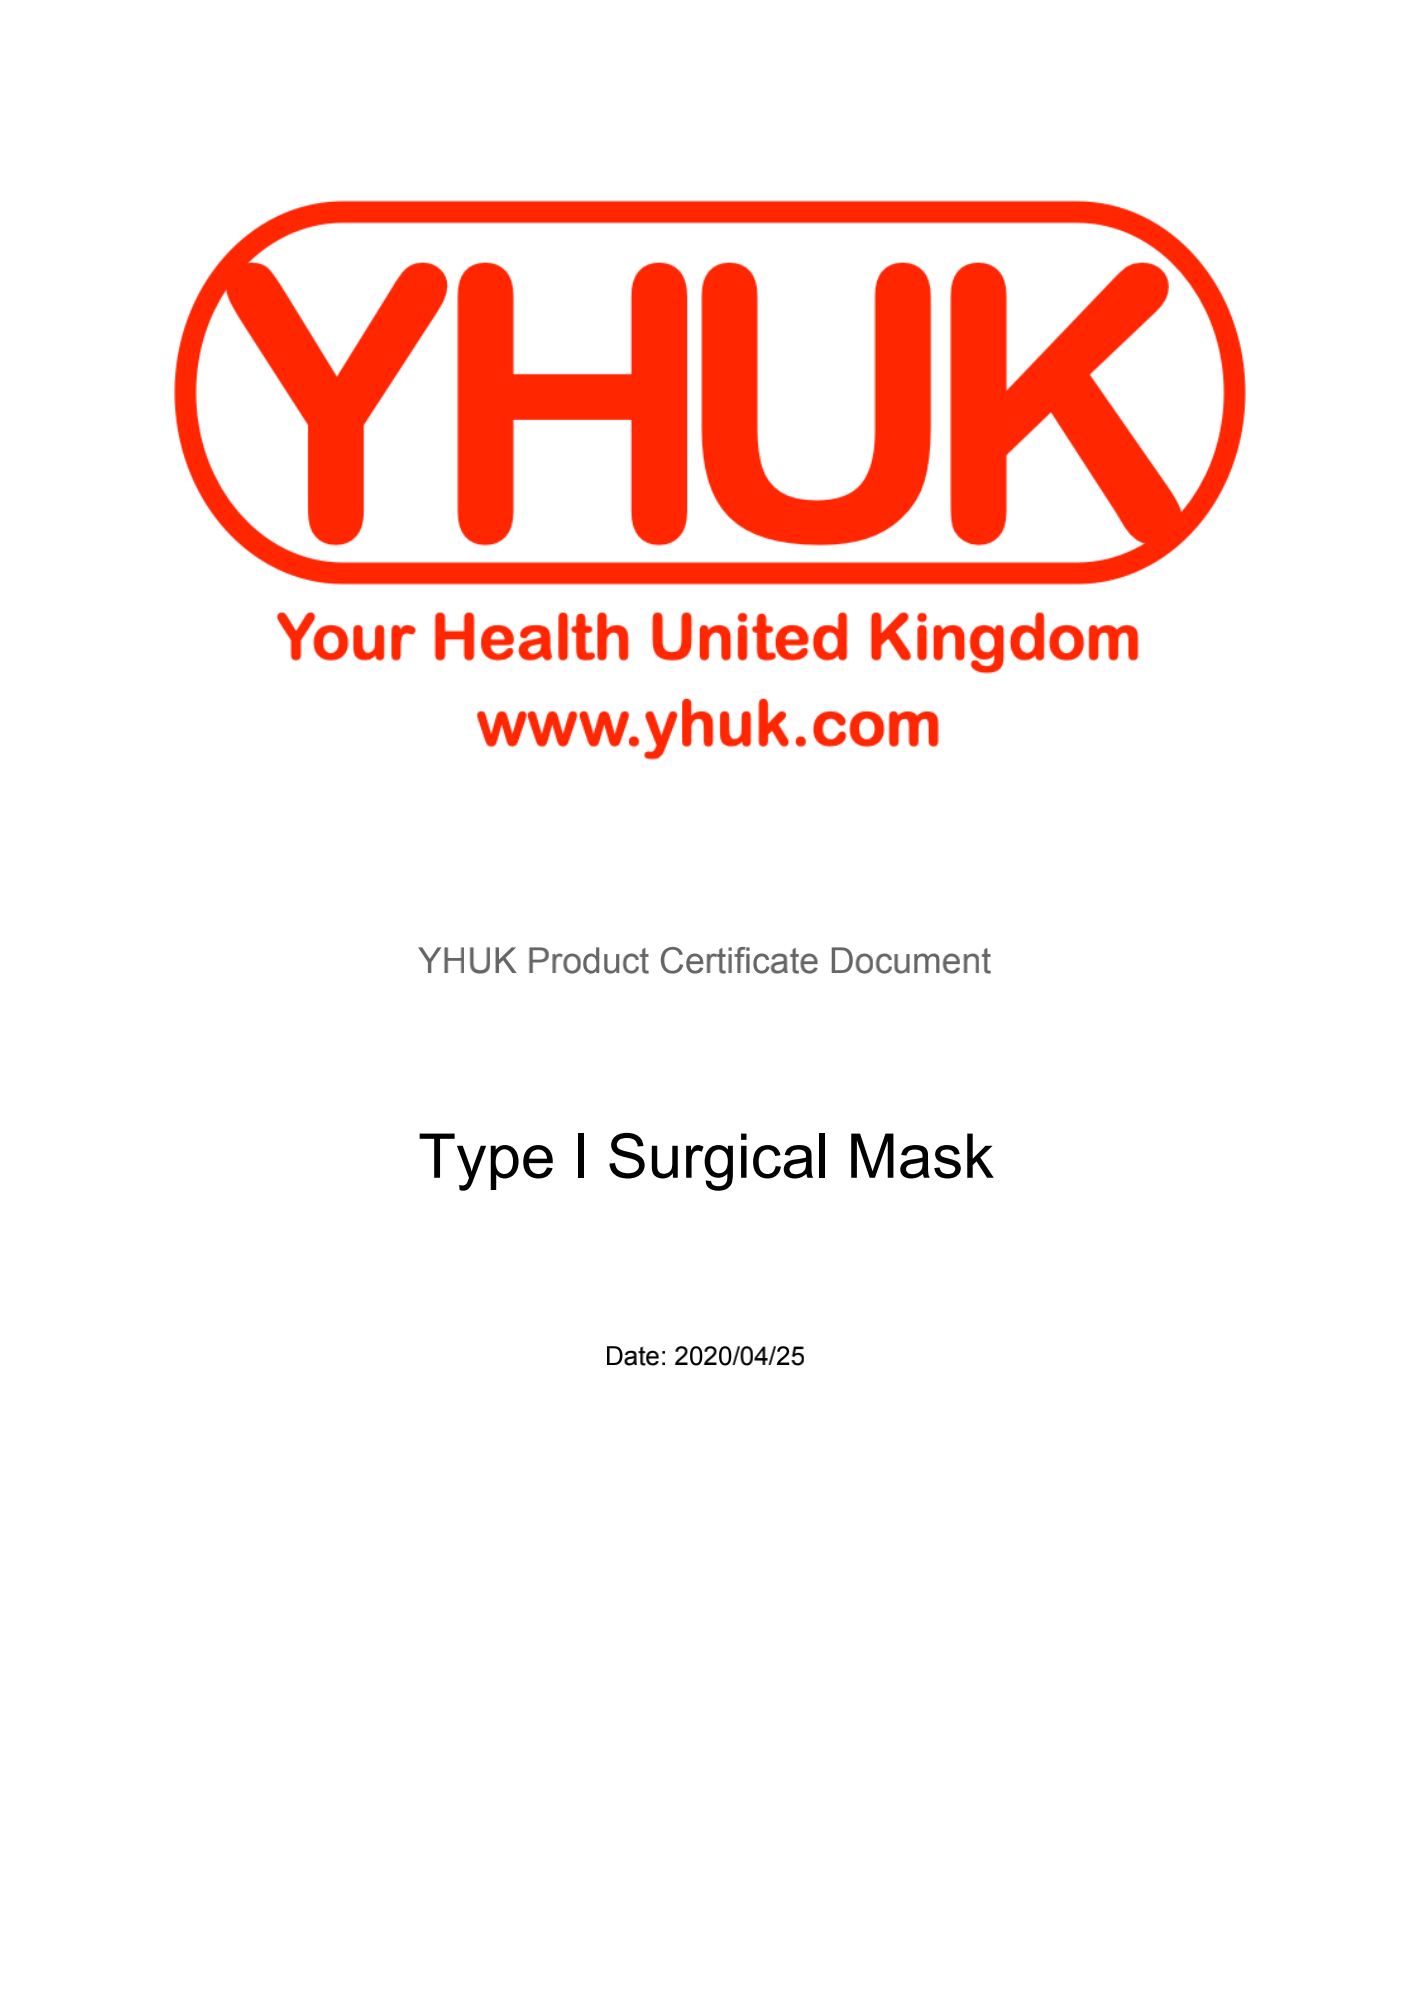 YHUK
Your Health United Kingdom
www.yhuk.com
YHUK Product Certificate Document
Type I Surgical Mask
Date: 2020/04/25